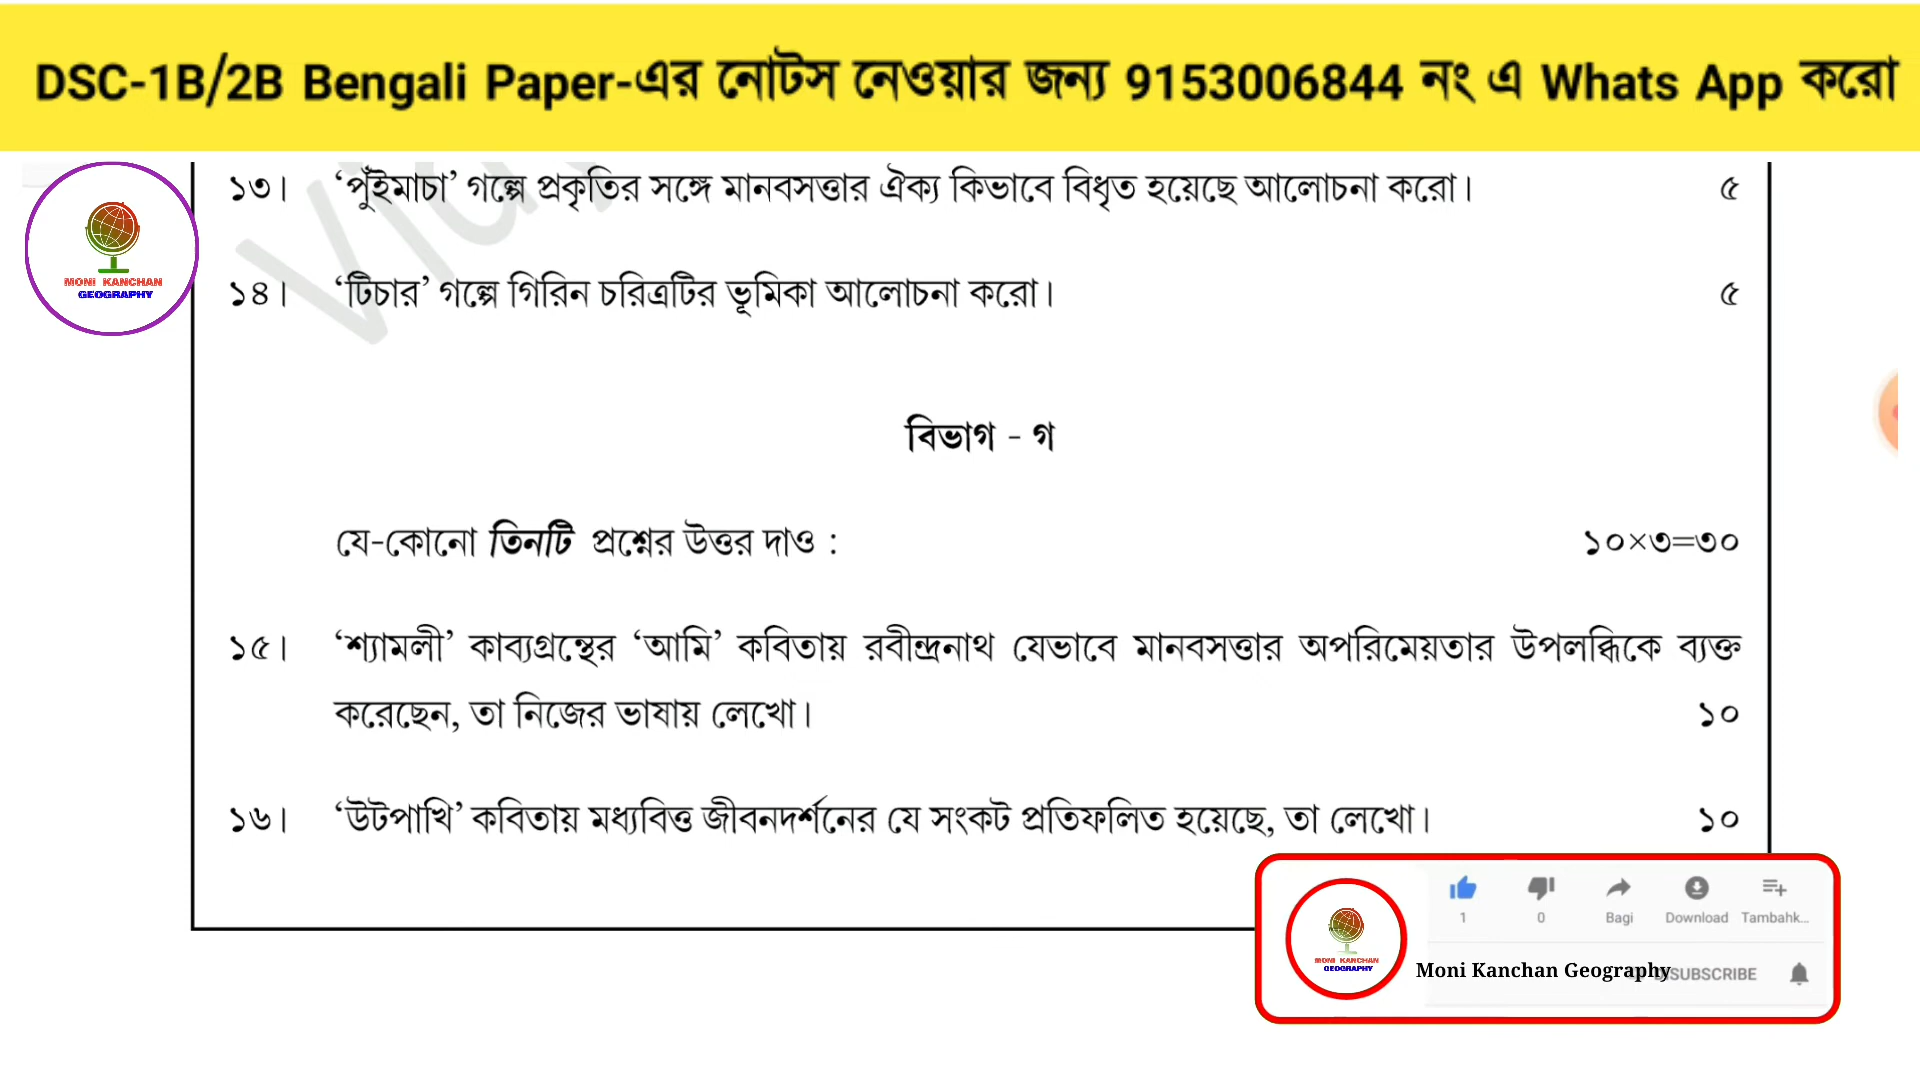 DSC-1B/2B Bengali Paper-এর নোটস নেওয়ার জন্য 9153006844 নং এ Whats App করো
MONI KANCHAN
GEOGRAPHY
১৩। ‘পুঁইমাচা’ গল্পে প্রকৃতির সঙ্গে মানবসত্তার ঐক্য কিভাবে বিধৃত হয়েছে আলোচনা করো। ৫
১৪। ‘টিচার’ গল্পে গিরিন চরিত্রটির ভূমিকা আলোচনা করো। ৫
বিভাগ - গ
যে-কোনো তিনটি প্রশ্নের উত্তর দাও : ১০×৩=৩০
১৫। ‘শ্যামলী’ কাব্যগ্রন্থের ‘আমি’ কবিতায় রবীন্দ্রনাথ যেভাবে মানবসত্তার অপরিমেয়তার উপলব্ধিকে ব্যক্ত
করেছেন, তা নিজের ভাষায় লেখো। ১০
১৬। ‘উটপাখি’ কবিতায় মধ্যবিত্ত জীবনদর্শনের যে সংকট প্রতিফলিত হয়েছে, তা লেখো। ১০
1 0 Bagi Download Tambahk...
MONI KANCHAN
GEOGRAPHY
Moni Kanchan Geography SUBSCRIBE